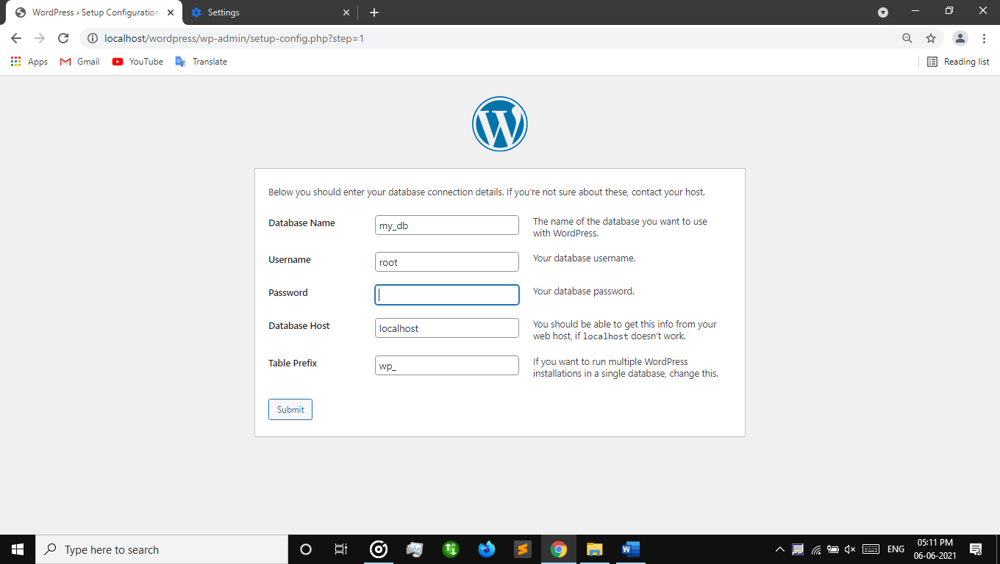 WordPress › Setup Configuration
Settings
localhost/wordpress/wp-admin/setup-config.php?step=1
Apps
Gmail
YouTube
Translate
Reading list
Below you should enter your database connection details. If you’re not sure about these, contact your host.
Database Name
my_db
The name of the database you want to use
with WordPress.
Username
root
Your database username.
Password
Your database password.
Database Host
localhost
You should be able to get this info from your
web host, if localhost doesn’t work.
Table Prefix
wp_
If you want to run multiple WordPress
installations in a single database, change this.
Submit
Type here to search
ENG
05:11 PM
06-06-2021